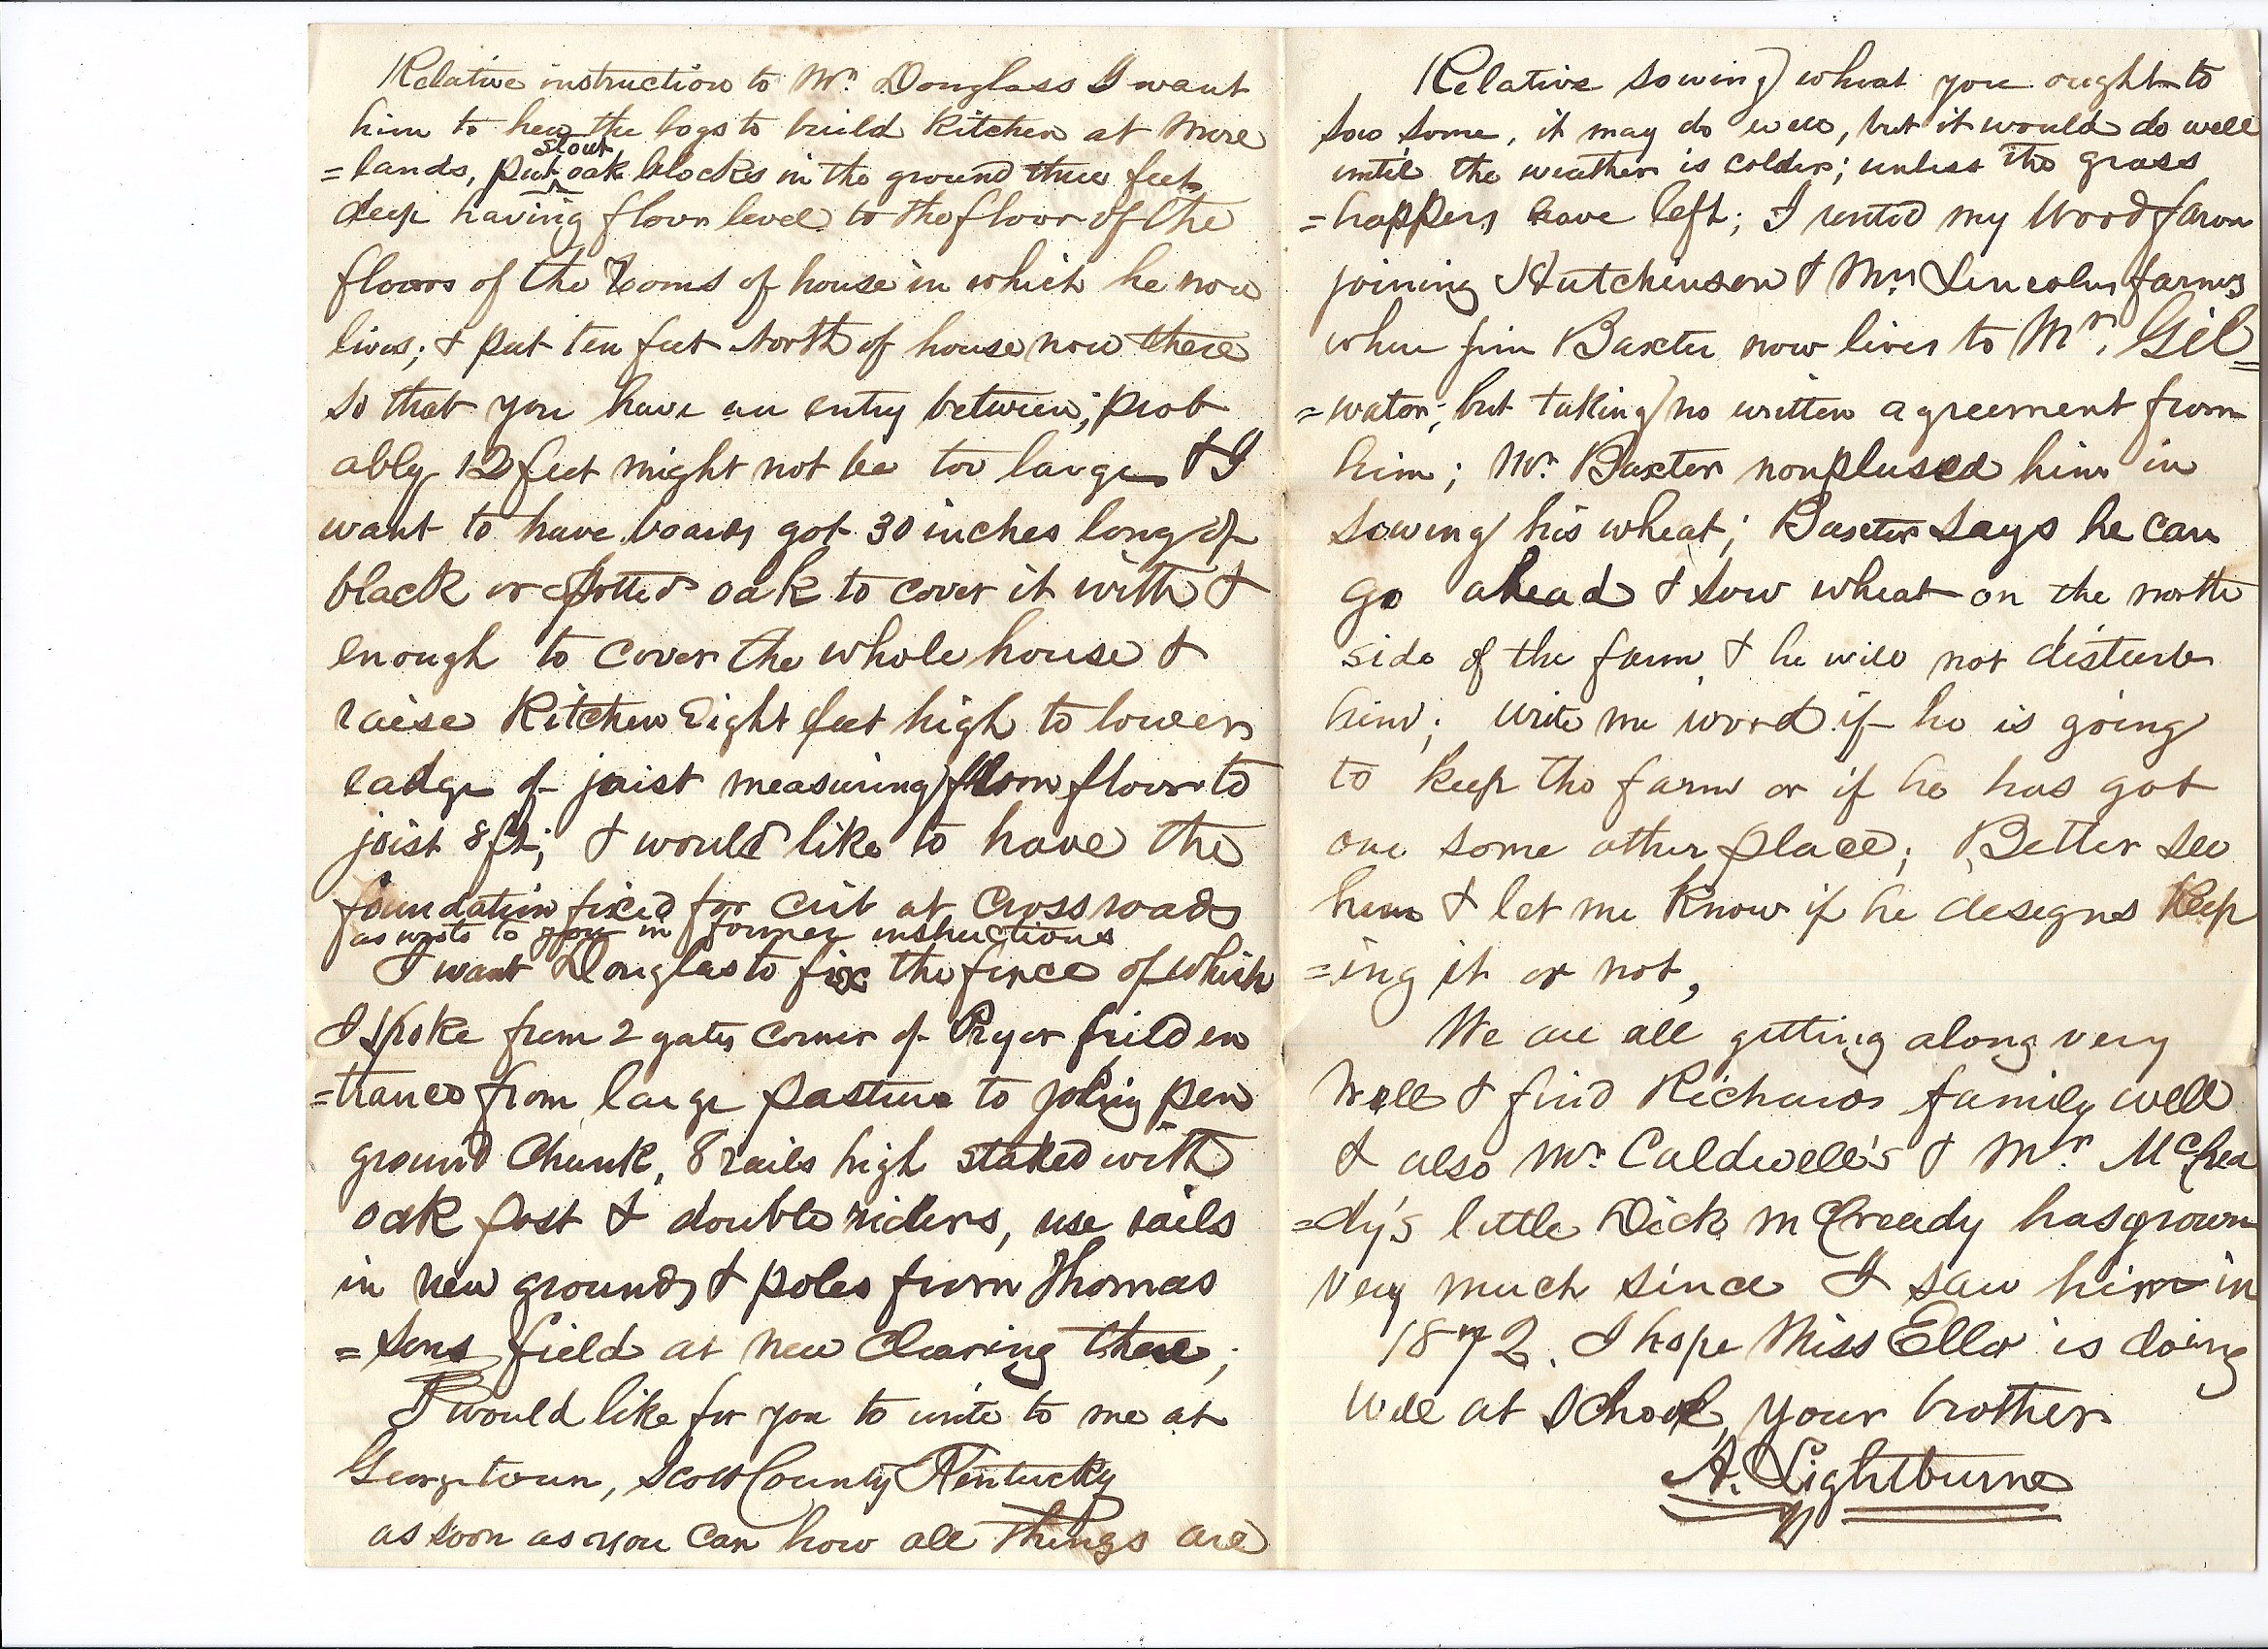 Relative instruction to Mr. Douglass I want
him to hew the logs to build kitchen at More
=lands, put stout oak blocks in the ground three feet
deep having floor level to the floor of the
floors of the rooms of house in which he now
lives; & put ten feet North of house now there
so that you have an entry between; prob
ably 12 feet might not be too large & I
want to have boards got 30 inches long of
black or spotted oak to cover it with &
enough to cover the whole house &
raise Kitchen Eight feet high to lower
eadge of joist measuring from floor to
joist 8 ft; I would like to have the
foundation fixed for crib at Cross roads
as wrote to you in former instructions
I want Douglas to fix the fence of which
I spoke from 2 gates corner of Pryor feild en
=trance from large pasture to pen
ground Chunk, 8 rails high staked with
oak post & double riders, use rails
in new grounds & poles from Thomas
=sons field at new Clearing there;
I would like for you to write to me at
Georgetown, Scott County Kentucky
as soon as you can how all things are
Relative sowing wheat you ought to
sow some, it may do well, but it would do well
until the weather is colder; unless the grass
=hoppers have left; I rented my Wood farm
joining Hutchinson & Mrs Lincolns farms
where Jim Baxter now lives to Mr. Gil=
=water; but taking no written agreement from
him; Mr. Baxter nonplused him in
sowing his wheat; Baxter says he can
go ahead & sow wheat on the north
side of the farm, & he will not disturb
him; write me word if he is going
to keep the farm or if he has got
one some other place; Better see
him & let me know if he designs Keep
=ing it or not,
We are all getting along very
well & find Richards family well
& also Mr. Caldwell's & Mr. McCrea
=dy's little Dick McCready has grown
very much since I saw him in
1872. I hope Miss Ella is doing
well at school, your brother
A. Lightburne